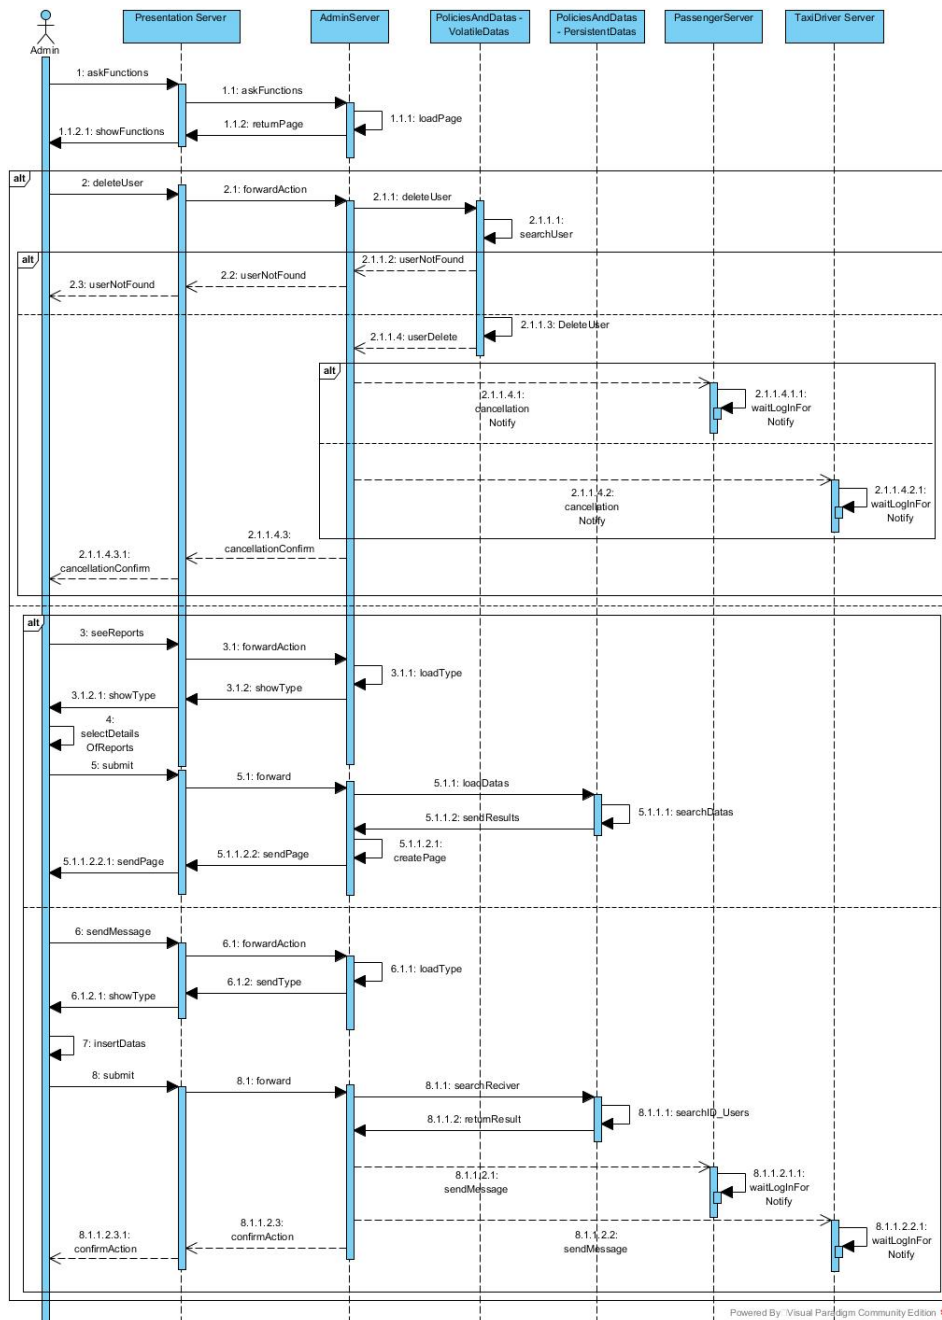 Admin
Presentation Server
AdminServer
PoliciesAndDatas -
VolatileDatas
PoliciesAndDatas
- PersistentDatas
PassengerServer
TaxiDriver Server
1: askFunctions
1.1: askFunctions
1.1.1: loadPage
1.1.2: returnPage
1.1.2.1: showFunctions
alt
2: deleteUser
2.1: forwardAction
2.1.1: deleteUser
2.1.1.1:
searchUser
alt
2.1.1.2: userNotFound
2.2: userNotFound
2.3: userNotFound
2.1.1.3: DeleteUser
2.1.1.4: userDelete
alt
2.1.1.4.1:
cancellation
Notify
2.1.1.4.1.1:
waitLogInFor
Notify
2.1.1.4.2:
cancellation
Notify
2.1.1.4.2.1:
waitLogInFor
Notify
2.1.1.4.3:
cancellationConfirm
2.1.1.4.3.1:
cancellationConfirm
alt
3: seeReports
3.1: forwardAction
3.1.1: loadType
3.1.2: showType
3.1.2.1: showType
4:
selectDetails
OfReports
5: submit
5.1: forward
5.1.1: loadDatas
5.1.1.1: searchDatas
5.1.1.2: sendResults
5.1.1.2.1:
createPage
5.1.1.2.2: sendPage
5.1.1.2.2.1: sendPage
6: sendMessage
6.1: forwardAction
6.1.1: loadType
6.1.2: sendType
6.1.2.1: showType
7: insertDatas
8: submit
8.1: forward
8.1.1: searchReciver
8.1.1.1: searchID_Users
8.1.1.2: returnResult
8.1.1.2.1:
sendMessage
8.1.1.2.1.1:
waitLogInFor
Notify
8.1.1.2.2:
sendMessage
8.1.1.2.2.1:
waitLogInFor
Notify
8.1.1.2.3:
confirmAction
8.1.1.2.3.1:
confirmAction
Powered By Visual Paradigm Community Edition